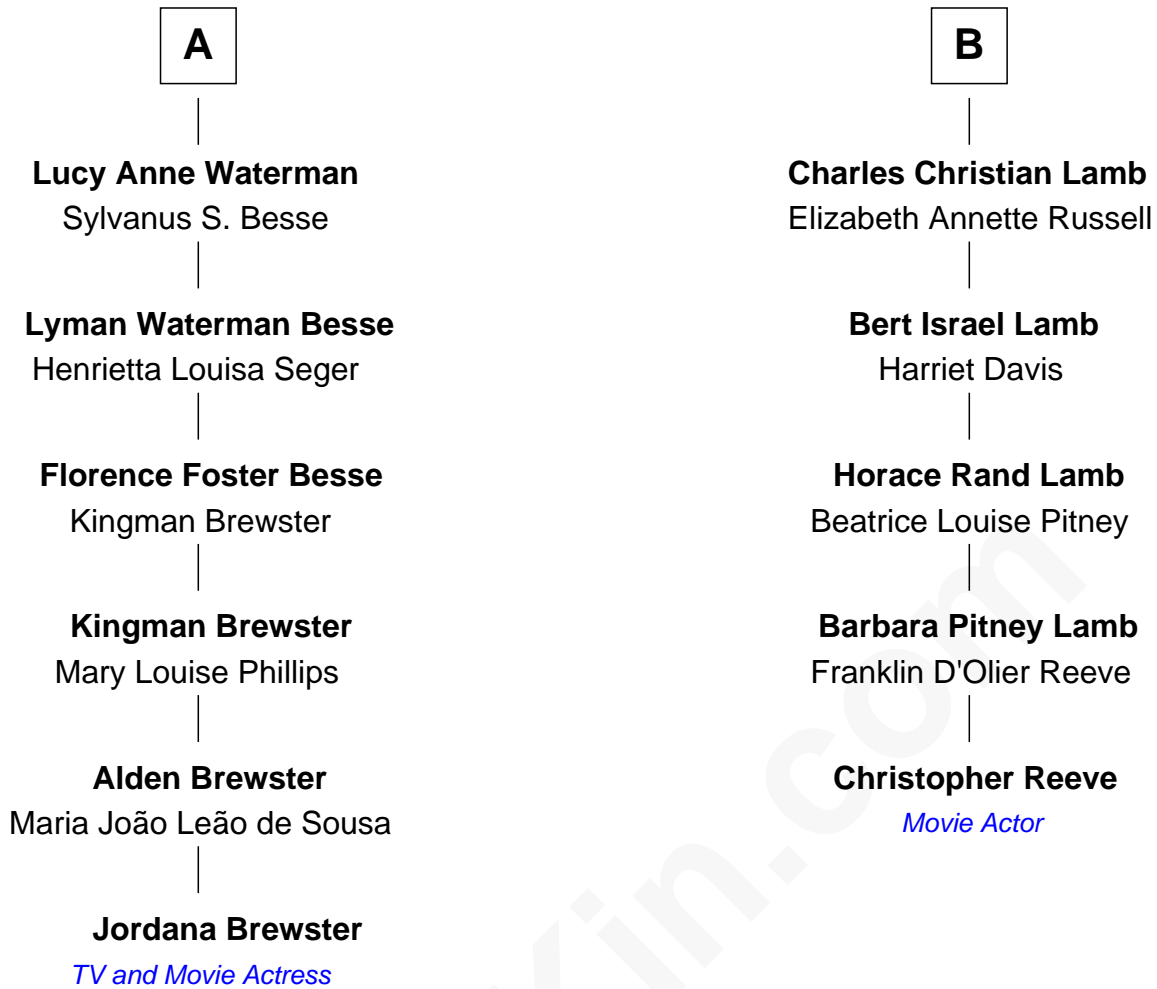 A
Lucy Anne Waterman
Sylvanus S. Besse
Lyman Waterman Besse
Henrietta Louisa Seger
Florence Foster Besse
Kingman Brewster
Kingman Brewster
Mary Louise Phillips
Alden Brewster
Maria João Leão de Sousa
Jordana Brewster
TV and Movie Actress
B
Charles Christian Lamb
Elizabeth Annette Russell
Bert Israel Lamb
Harriet Davis
Horace Rand Lamb
Beatrice Louise Pitney
Barbara Pitney Lamb
Franklin D'Olier Reeve
Christopher Reeve
Movie Actor